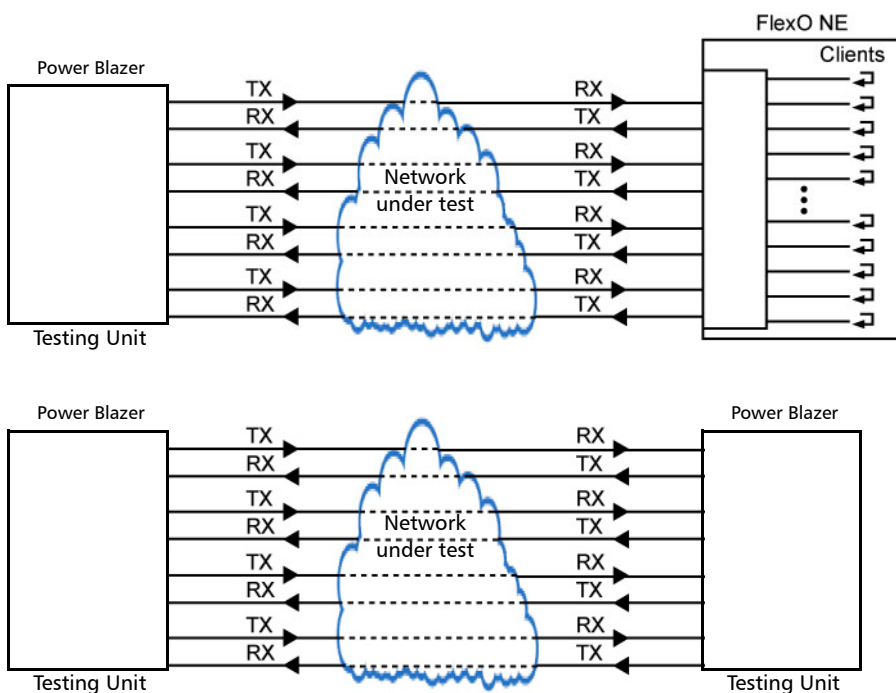 FlexO NE
Power Blazer
Clients
TX RX
RX TX
TX RX
Network
RX TX
under test
TX RX
RX TX
TX RX
RX TX
Testing Unit
Power Blazer Power Blazer
TX RX
RX TX
TX RX
Network
RX TX
under test
TX RX
RX TX
TX RX
RX TX
Testing Unit Testing Unit